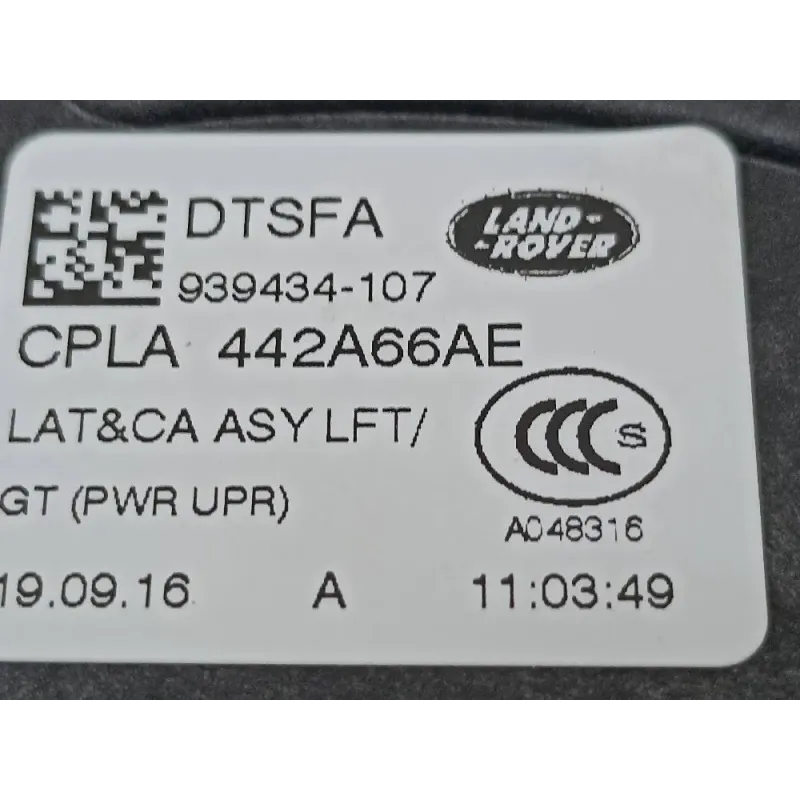 DTSFA
LAND-
-ROVER
939434-107
CPLA 442A66AE
LAT&CA ASY LFT/
GT (PWR UPR)
CCC S
A048316
19.09.16 A 11:03:49